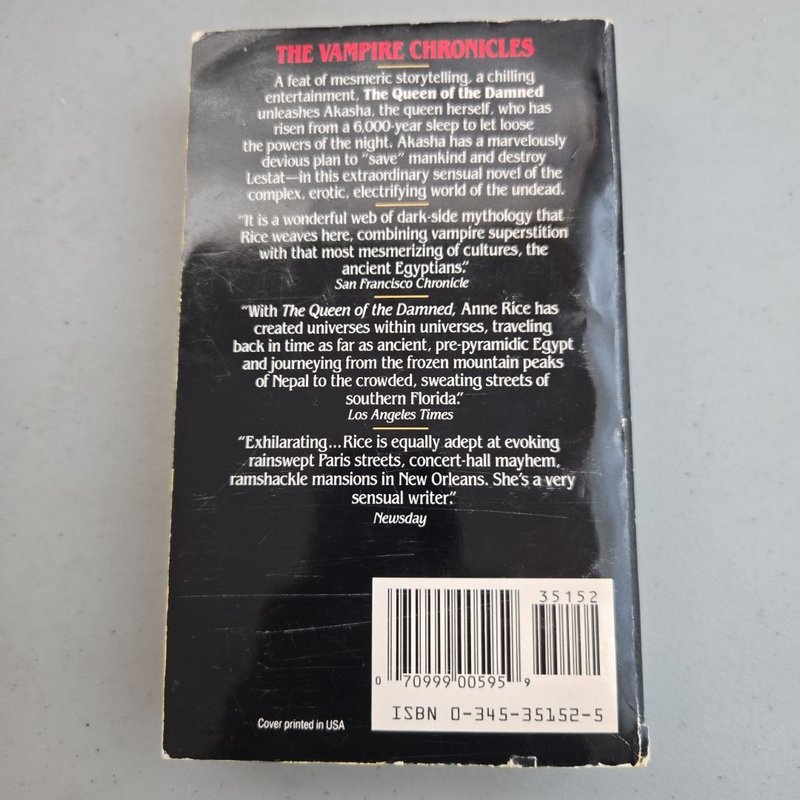 THE VAMPIRE CHRONICLES
A feat of mesmeric storytelling, a chilling
entertainment, The Queen of the Damned
unleashes Akasha, the queen herself, who has
risen from a 6,000-year sleep to let loose
the powers of the night. Akasha has a marvelously
devious plan to "save" mankind and destroy
Lestat—in this extraordinary sensual novel of the
complex, erotic, electrifying world of the undead.
"It is a wonderful web of dark-side mythology that
Rice weaves here, combining vampire superstition
with that most mesmerizing of cultures, the
ancient Egyptians."
San Francisco Chronicle
"With The Queen of the Damned, Anne Rice has
created universes within universes, traveling
back in time as far as ancient, pre-pyramidic Egypt
and journeying from the frozen mountain peaks
of Nepal to the crowded, sweating streets of
southern Florida."
Los Angeles Times
"Exhilarating...Rice is equally adept at evoking
rainswept Paris streets, concert-hall mayhem,
ramshackle mansions in New Orleans. She's a very
sensual writer."
Newsday
35152
0 70999 00595 9
ISBN 0-345-35152-5
Cover printed in USA